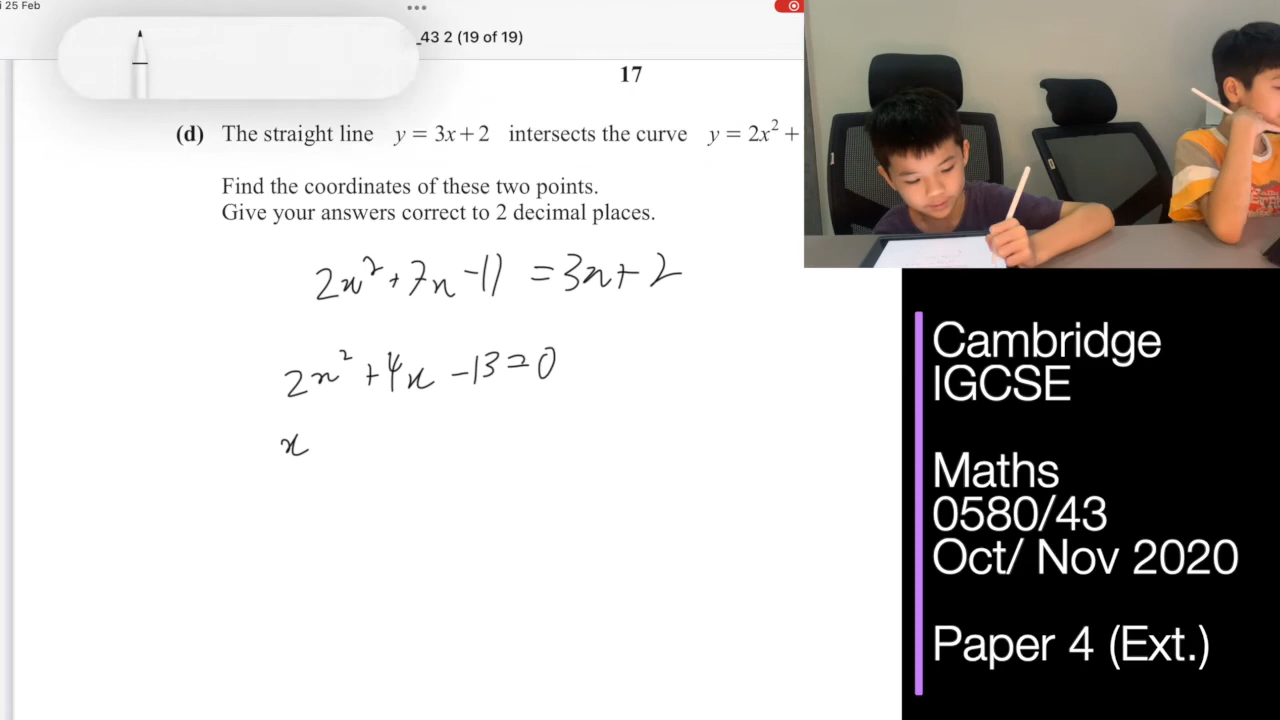 i 25 Feb
_43 2 (19 of 19)
17
(d) The straight line y = 3x + 2 intersects the curve y = 2x² +
Find the coordinates of these two points.
Give your answers correct to 2 decimal places.
2x² + 7x - 11 = 3x + 2
2x² + 4x - 13 = 0
x
Cambridge
IGCSE
Maths
0580/43
Oct/ Nov 2020
Paper 4 (Ext.)